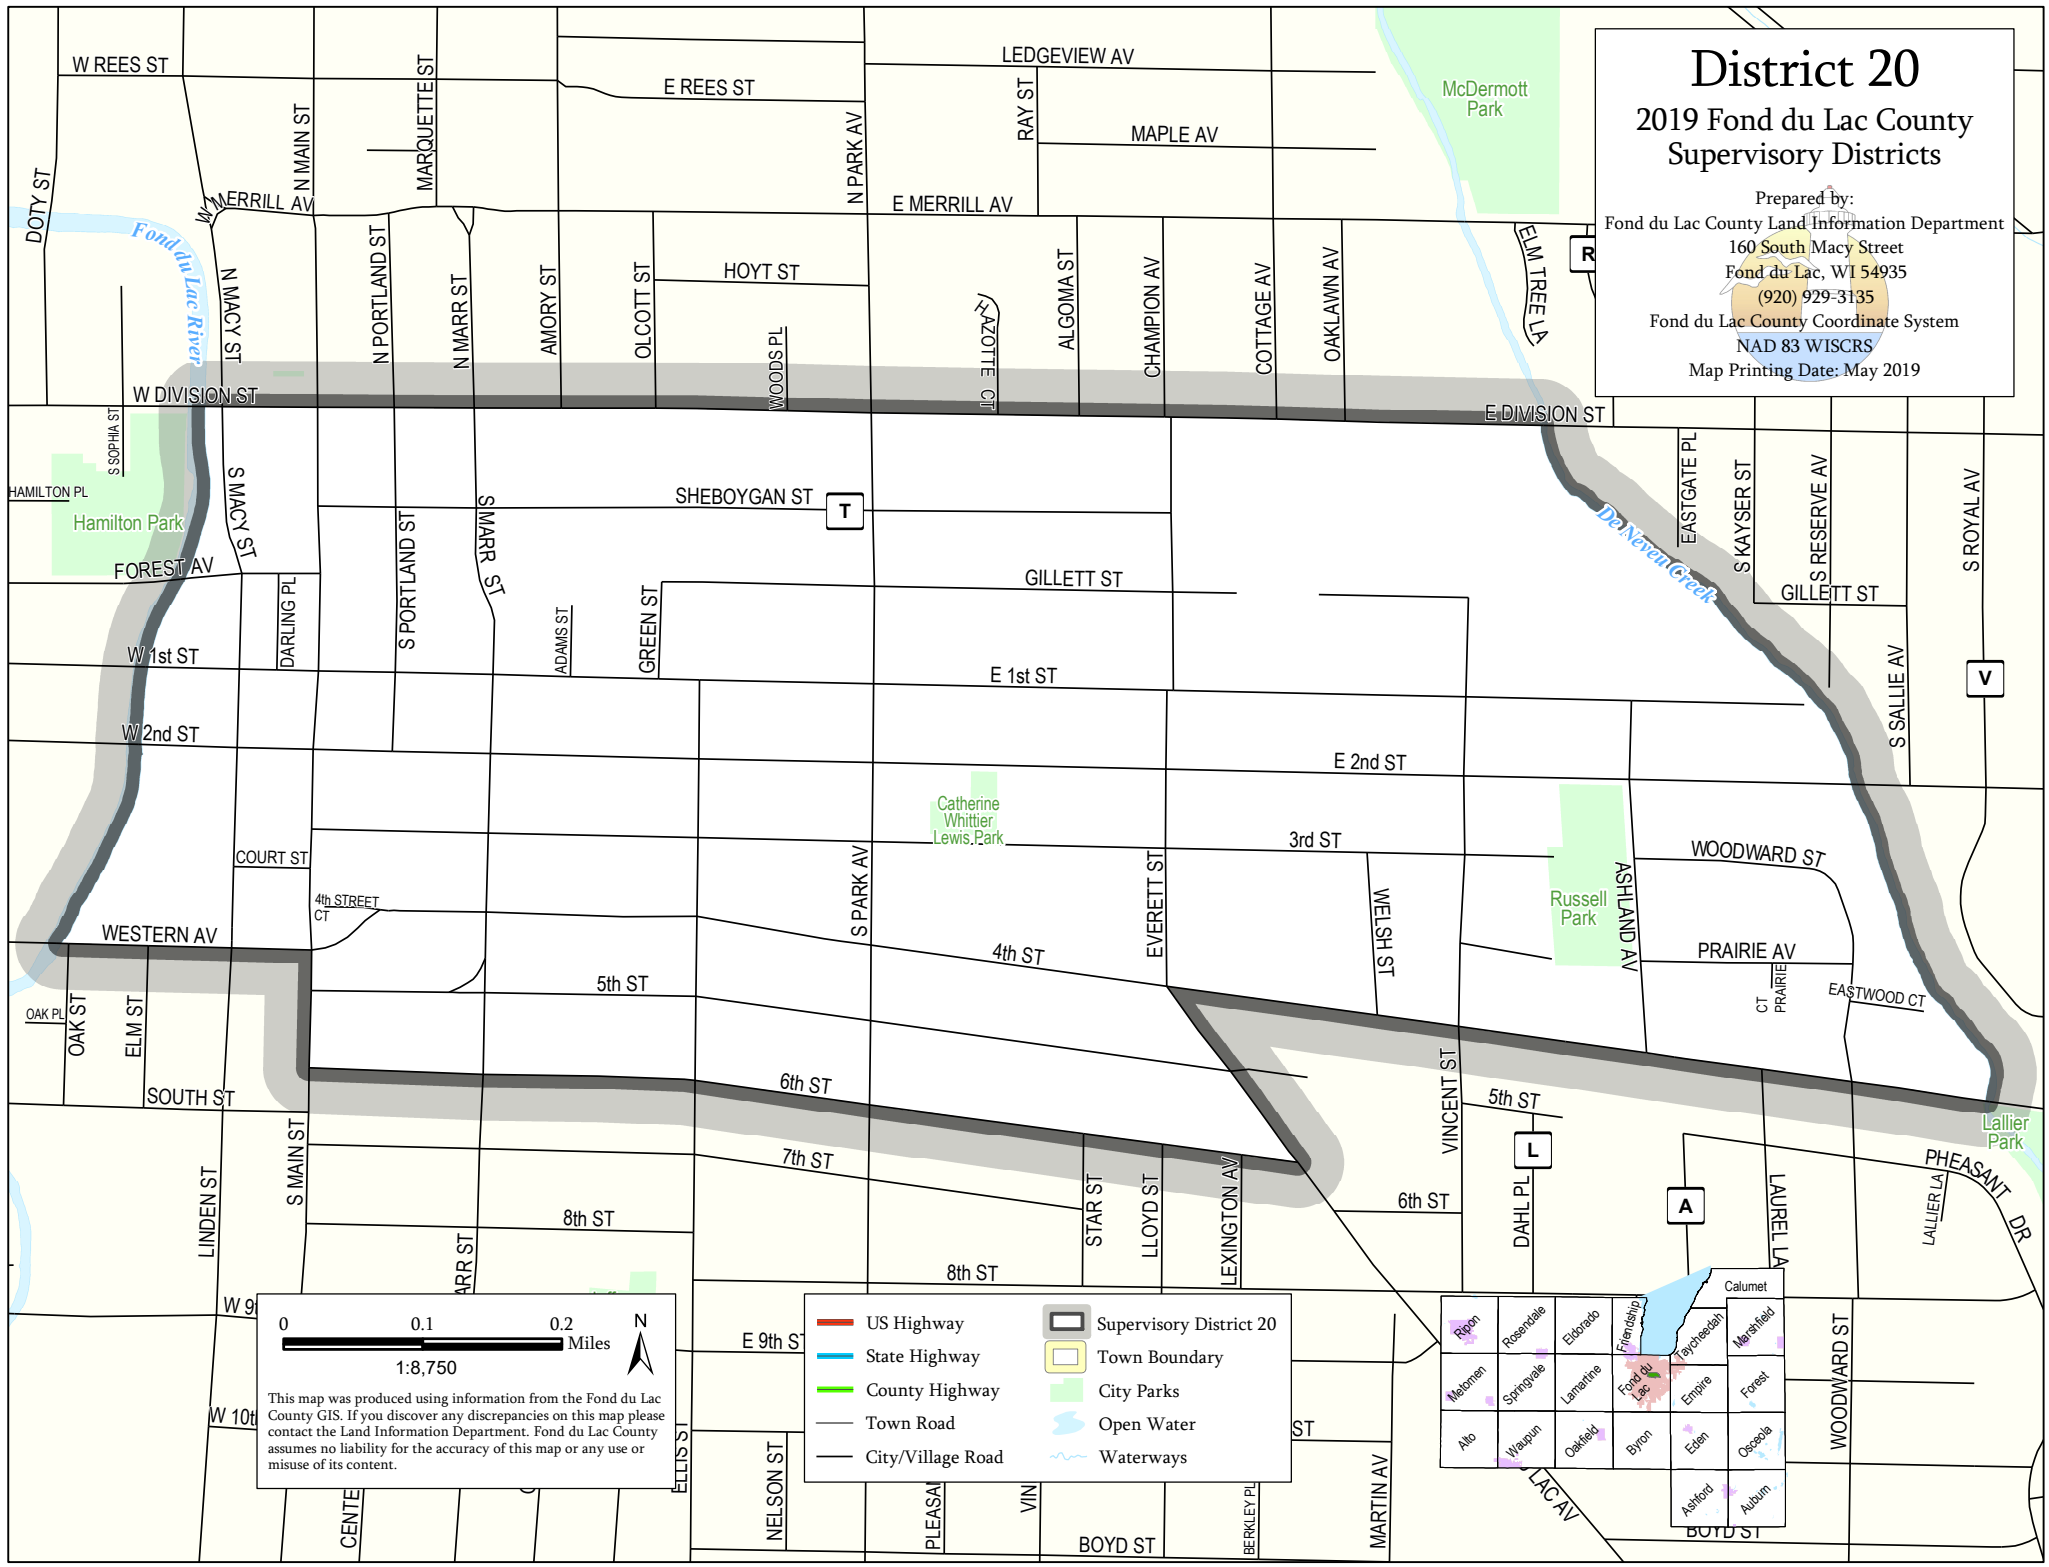 District 20
2019 Fond du Lac County
Supervisory Districts
Prepared by:
Fond du Lac County Land Information Department
160 South Macy Street
Fond du Lac, WI 54935
(920) 929-3135
Fond du Lac County Coordinate System
NAD 83 WISCRS
Map Printing Date: May 2019
W REES ST
E REES ST
LEDGEVIEW AV
McDermott
Park
MAPLE AV
RAY ST
N PARK AV
MARQUETTE ST
N MAIN ST
DOTY ST
W MERRILL AV
E MERRILL AV
Fond du Lac River
N MACY ST
N PORTLAND ST
N MARR ST
AMORY ST
OLCOTT ST
HOYT ST
WOODS PL
HAZOTTE CT
ALGOMA ST
CHAMPION AV
COTTAGE AV
OAKLAWN AV
ELM TREE LA
R
W DIVISION ST
E DIVISION ST
S SOPHIA ST
HAMILTON PL
Hamilton Park
S MACY ST
SHEBOYGAN ST
T
S MARR ST
S PORTLAND ST
De Neveu Creek
EASTGATE PL
S KAYSER ST
S RESERVE AV
S ROYAL AV
FOREST AV
DARLING PL
ADAMS ST
GREEN ST
GILLETT ST
GILLETT ST
W 1st ST
E 1st ST
V
S SALLIE AV
W 2nd ST
E 2nd ST
Catherine
Whittier
Lewis Park
3rd ST
COURT ST
S PARK AV
EVERETT ST
WELSH ST
Russell
Park
ASHLAND AV
WOODWARD ST
4th STREET
CT
WESTERN AV
4th ST
PRAIRIE AV
PRAIRIE
CT
EASTWOOD CT
5th ST
OAK PL
OAK ST
ELM ST
SOUTH ST
6th ST
VINCENT ST
5th ST
L
Lallier
Park
S MAIN ST
LINDEN ST
7th ST
STAR ST
LLOYD ST
LEXINGTON AV
6th ST
DAHL PL
A
LAUREL LA
LALLIER LA
PHEASANT DR
8th ST
8th ST
ARR ST
W 9t
E 9th ST
W 10t
CENTE
ELLIS S
NELSON ST
PLEASA
VIN
BERKLEY PL
ST
MARTIN AV
BOYD ST
LAC AV
BOYD ST
WOODWARD ST
0 0.1 0.2
Miles
N
1:8,750
This map was produced using information from the Fond du Lac
County GIS. If you discover any discrepancies on this map please
contact the Land Information Department. Fond du Lac County
assumes no liability for the accuracy of this map or any use or
misuse of its content.
US Highway
State Highway
County Highway
Town Road
City/Village Road
Supervisory District 20
Town Boundary
City Parks
Open Water
Waterways
Calumet
Ripon
Rosendale
Eldorado
Friendship
Taycheedah
Marshfield
Metomen
Springvale
Lamartine
Fond du
Lac
Empire
Forest
Alto
Waupun
Oakfield
Byron
Eden
Osceola
Ashford
Auburn